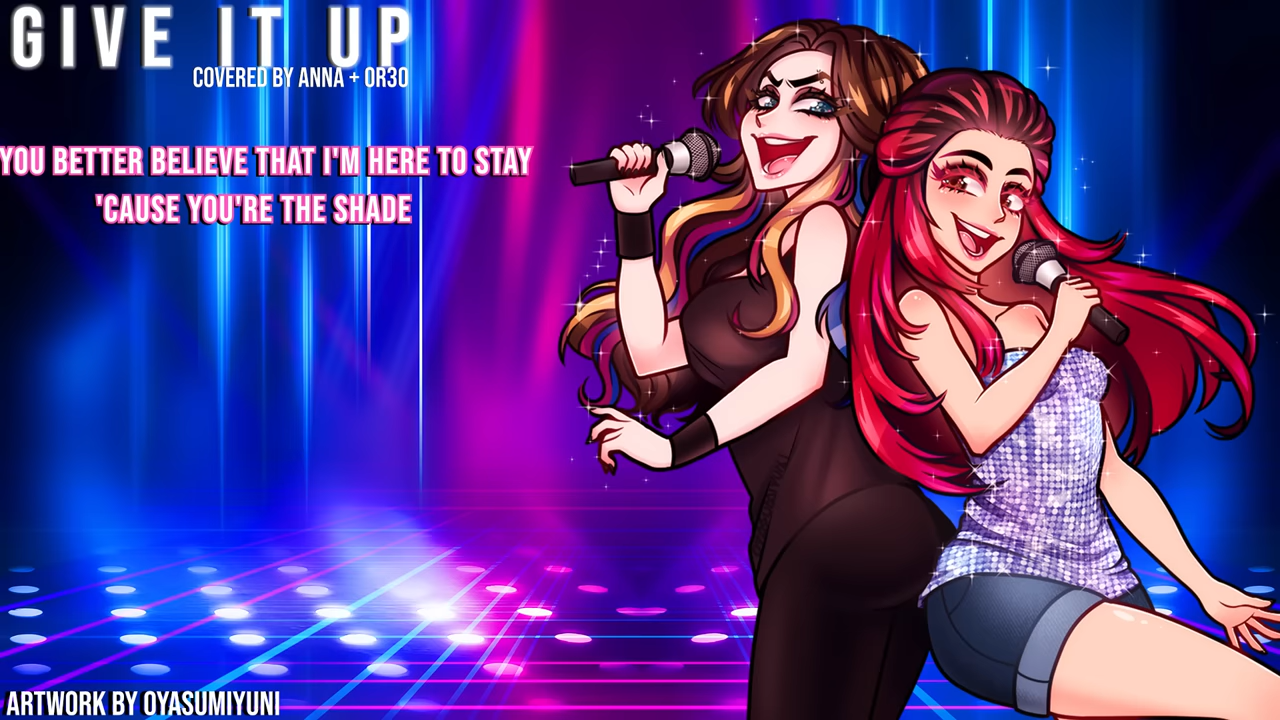 GIVE IT UP
COVERED BY ANNA + OR3O
YOU BETTER BELIEVE THAT I'M HERE TO STAY
'CAUSE YOU'RE THE SHADE
ARTWORK BY OYASUMIYUNI